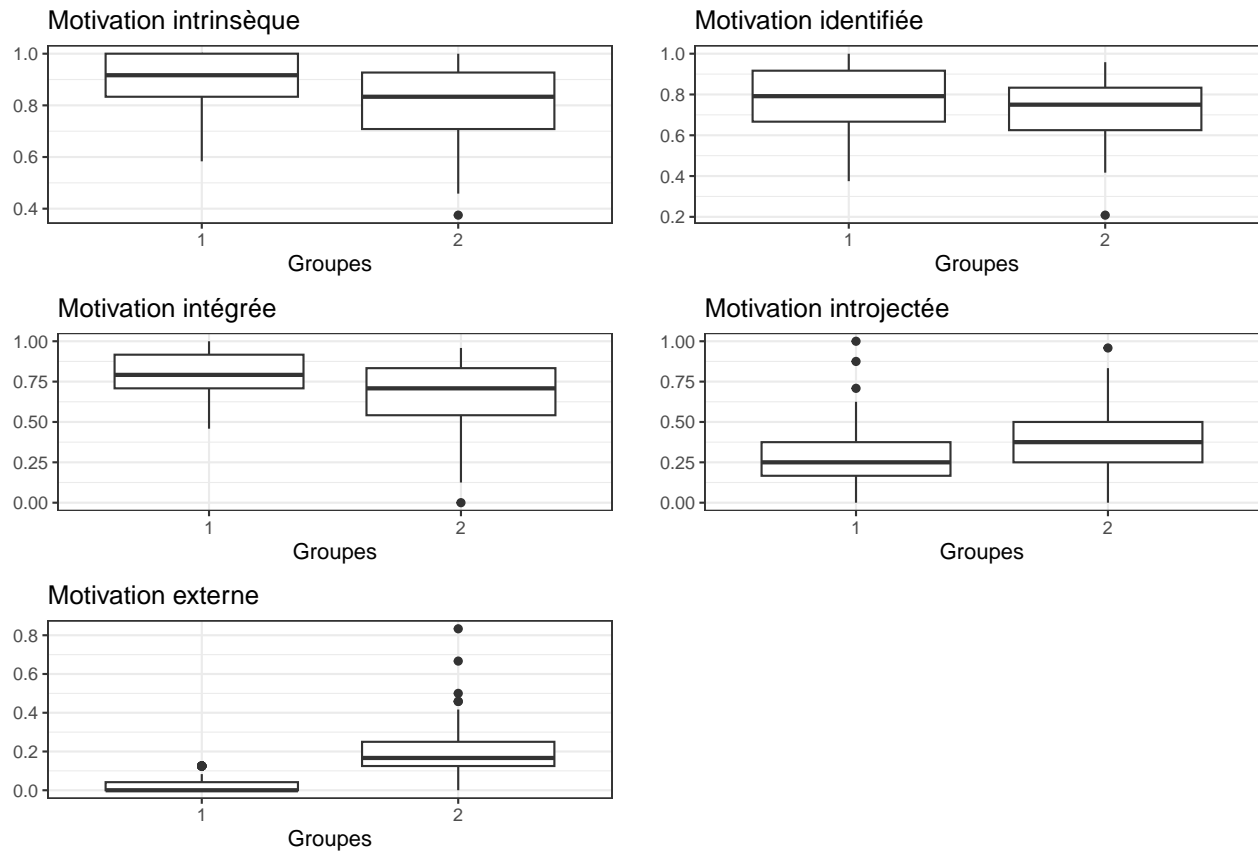 Motivation intrinsèque
1.0
0.8
0.6
0.4
1 2
Groupes
Motivation identifiée
1.0
0.8
0.6
0.4
0.2
1 2
Groupes
Motivation intégrée
1.00
0.75
0.50
0.25
0.00
1 2
Groupes
Motivation introjectée
1.00
0.75
0.50
0.25
0.00
1 2
Groupes
Motivation externe
0.8
0.6
0.4
0.2
0.0
1 2
Groupes